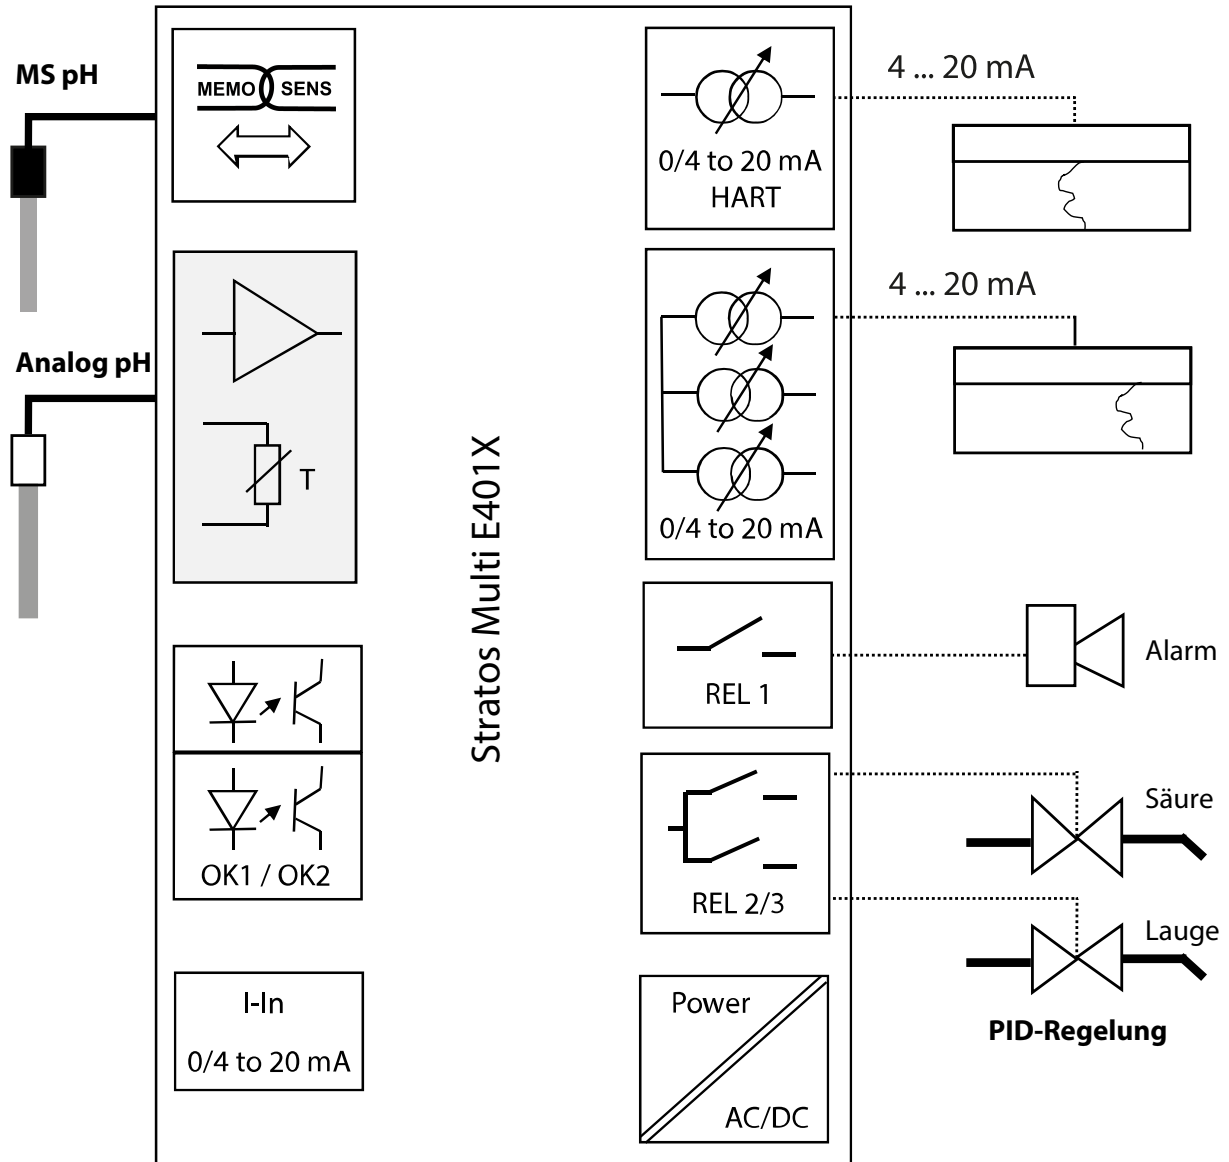 MS pH
MEMO SENS
Analog pH
T
OK1 / OK2
I-In
0/4 to 20 mA
Stratos Multi E401X
0/4 to 20 mA
HART
0/4 to 20 mA
REL 1
REL 2/3
Power
AC/DC
4 ... 20 mA
4 ... 20 mA
Alarm
Säure
Lauge
PID-Regelung